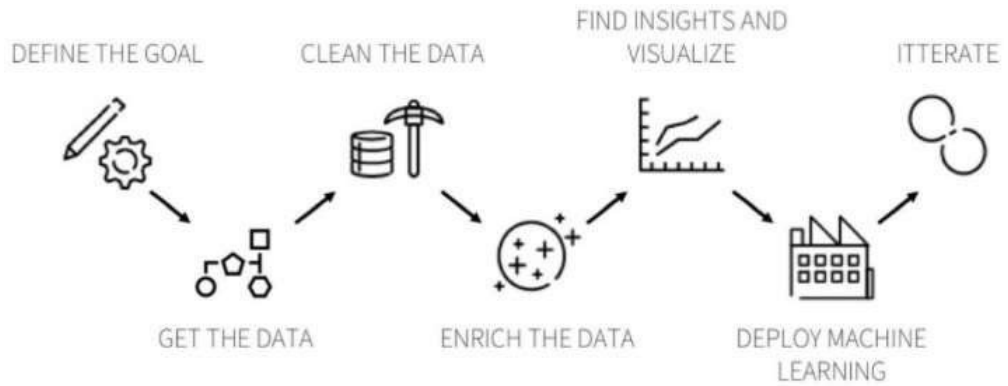 DEFINE THE GOAL
CLEAN THE DATA
FIND INSIGHTS AND
VISUALIZE
ITTERATE
GET THE DATA
ENRICH THE DATA
DEPLOY MACHINE
LEARNING